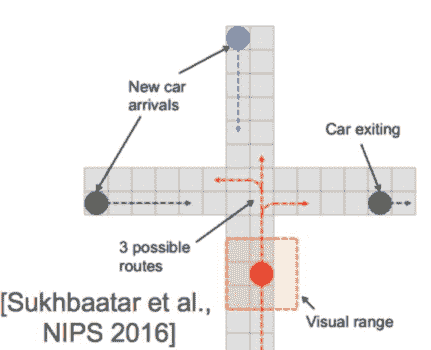 New car
arrivals
Car exiting
3 possible
routes
[Sukhbaatar et al.,
NIPS 2016]
Visual range